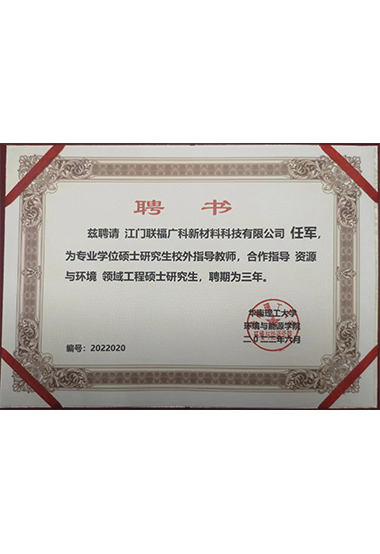 聘书
兹聘请 江门联福广科新材料科技有限公司 任军，
为专业学位硕士研究生校外指导教师，合作指导 资源
与环境 领域工程硕士研究生，聘期为三年。
华南理工大学
环境与能源学院
二〇二二年六月
编号：2022020